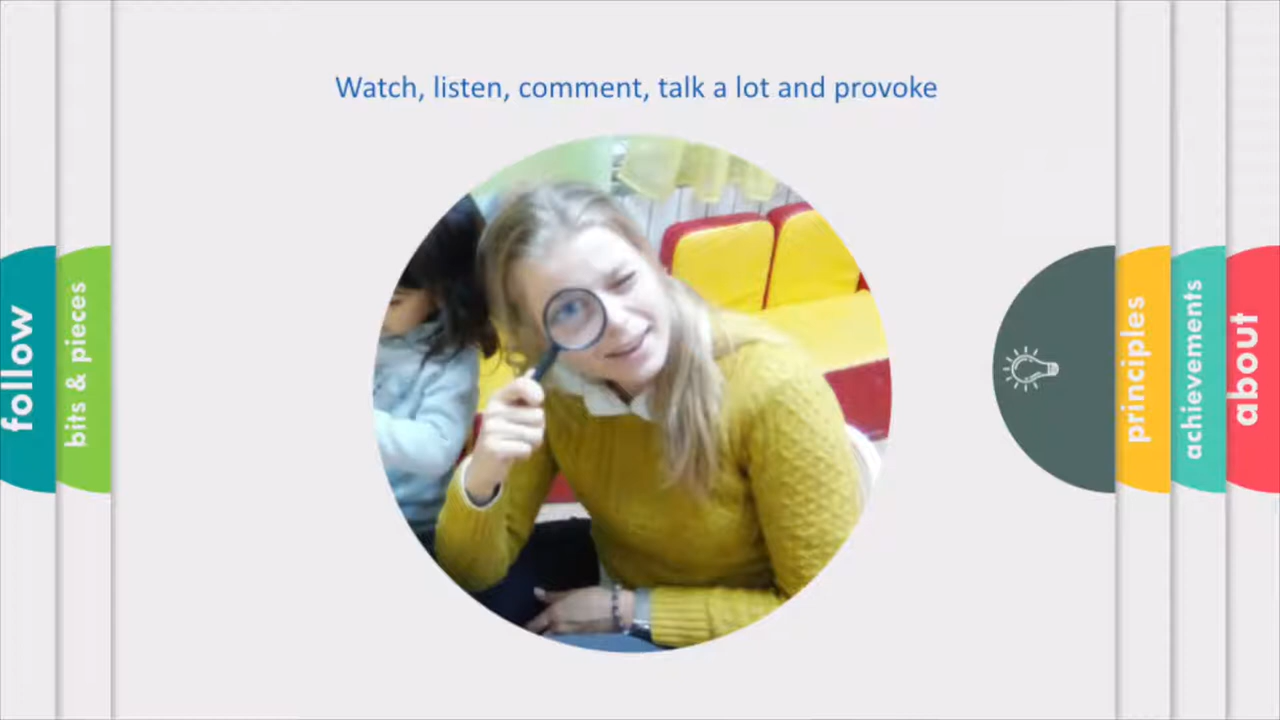 Watch, listen, comment, talk a lot and provoke
follow
bits & pieces
principles
achievements
about